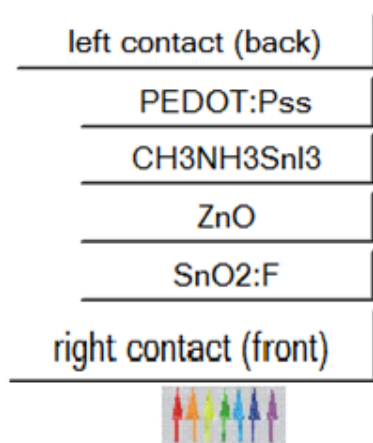 left contact (back)
PEDOT:Pss
CH3NH3SnI3
ZnO
SnO2:F
right contact (front)